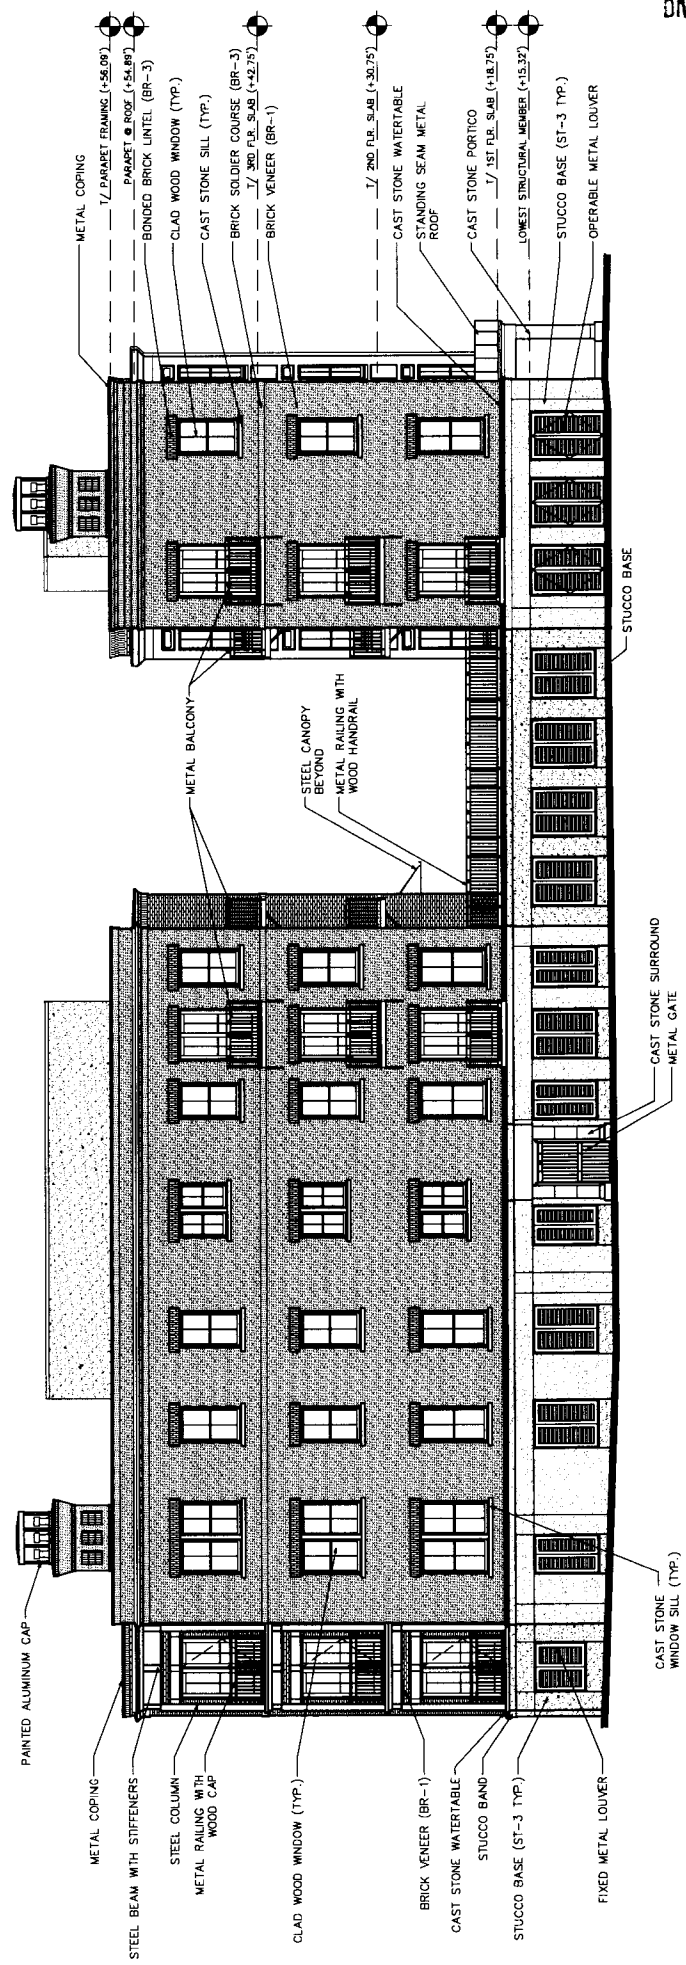 PAINTED ALUMINUM CAP
METAL COPING
STEEL BEAM WITH STIFFENERS
STEEL COLUMN
METAL RAILING WITH
WOOD CAP
CLAD WOOD WINDOW (TYP.)
BRICK VENEER (BR-1)
CAST STONE WATERTABLE
STUCCO BAND
STUCCO BASE (ST-3 TYP.)
FIXED METAL LOUVER
CAST STONE
WINDOW SILL (TYP.)
METAL BALCONY
STEEL CANOPY
BEYOND
METAL RAILING WITH
WOOD HANDRAIL
CAST STONE SURROUND
METAL GATE
STUCCO BASE
METAL COPING
T/ PARAPET FRAMING (+56.09')
PARAPET @ ROOF (+54.89')
BONDED BRICK LINTEL (BR-3)
CLAD WOOD WINDOW (TYP.)
CAST STONE SILL (TYP.)
BRICK SOLDIER COURSE (BR-3)
T/ 3RD FLR. SLAB (+42.75')
BRICK VENEER (BR-1)
T/ 2ND FLR. SLAB (+30.75')
CAST STONE WATERTABLE
STANDING SEAM METAL
ROOF
CAST STONE PORTICO
T/ 1ST FLR. SLAB (+18.75')
LOWEST STRUCTURAL MEMBER (+15.32')
STUCCO BASE (ST-3 TYP.)
OPERABLE METAL LOUVER